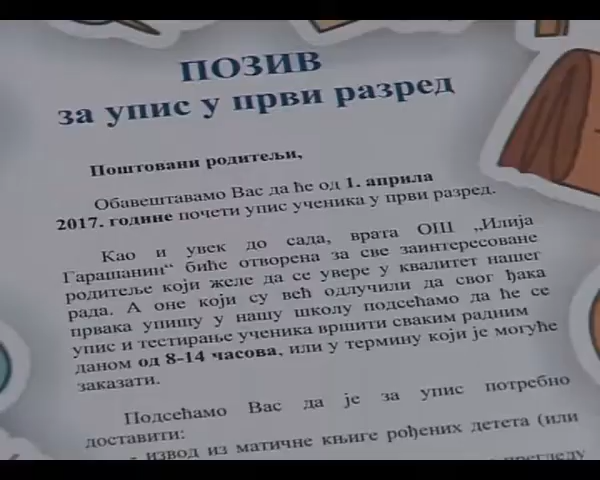 ПОЗИВ
за упис у први разред
Поштовани родитељи,
Обавештавамо Вас да ће од 1. априла
2017. године почети упис ученика у први разред.
Као и увек до сада, врата ОШ „Илија
Гарашанин“ биће отворена за све заинтересоване
родитеље који желе да се увере у квалитет нашег
рада. А оне који су већ одлучили да свог ђака
првака упишу у нашу школу подсећамо да ће се
упис и тестирање ученика вршити сваким радним
даном од 8-14 часова, или у термину који је могуће
заказати.
Подсећамо Вас да је за упис потребно
доставити:
- извод из матичне књиге рођених детета (или
прегледу